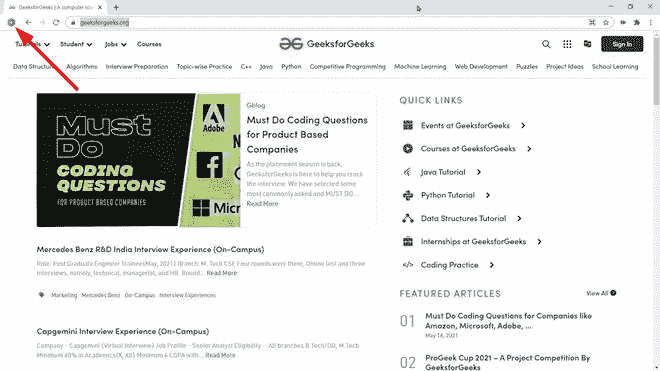 GeeksforGeeks | A computer sc
geeksforgeeks.org
Tutorials Student Jobs Courses
GeeksforGeeks
Sign In
Data Structures Algorithms Interview Preparation Topic-wise Practice C++ Java Python Competitive Programming Machine Learning Web Development Puzzles Project Ideas School Learning
Must
Do
CODING
QUESTIONS
FOR PRODUCT BASED
COMPANIES
Adobe
N
Micr
Gblog
Must Do Coding Questions
for Product Based
Companies
As the placement season is back,
GeeksforGeeks is here to help you crack
the interview. We have selected some
most commonly asked and MUST DO...
Read More
Mercedes Benz R&D India Interview Experience (On-Campus)
Role: Post Graduate Engineer Trainee(May, 2021) Branch: M. Tech CSE Four rounds were there, Online test and three
interviews, namely, technical, managerial, and HR. Round... Read More
Marketing Mercedes Benz On-Campus Interview Experiences
Capgemini Interview Experience (On-Campus)
Company – Capgemini (Virtual Interview) Job Profile – Senior Analyst Eligibility – All branches B.Tech/DD, M.Tech
Minimum 60% in Academics(X, XII) Minimum 6 CGPA with... Read More
QUICK LINKS
Events at GeeksforGeeks
Courses at GeeksforGeeks
Java Tutorial
Python Tutorial
Data Structures Tutorial
Internships at GeeksforGeeks
Coding Practice
FEATURED ARTICLES
View All
01 Must Do Coding Questions for Companies like
Amazon, Microsoft, Adobe, ...
May 16, 2021
02 ProGeek Cup 2021 – A Project Competition By
GeeksforGeeks